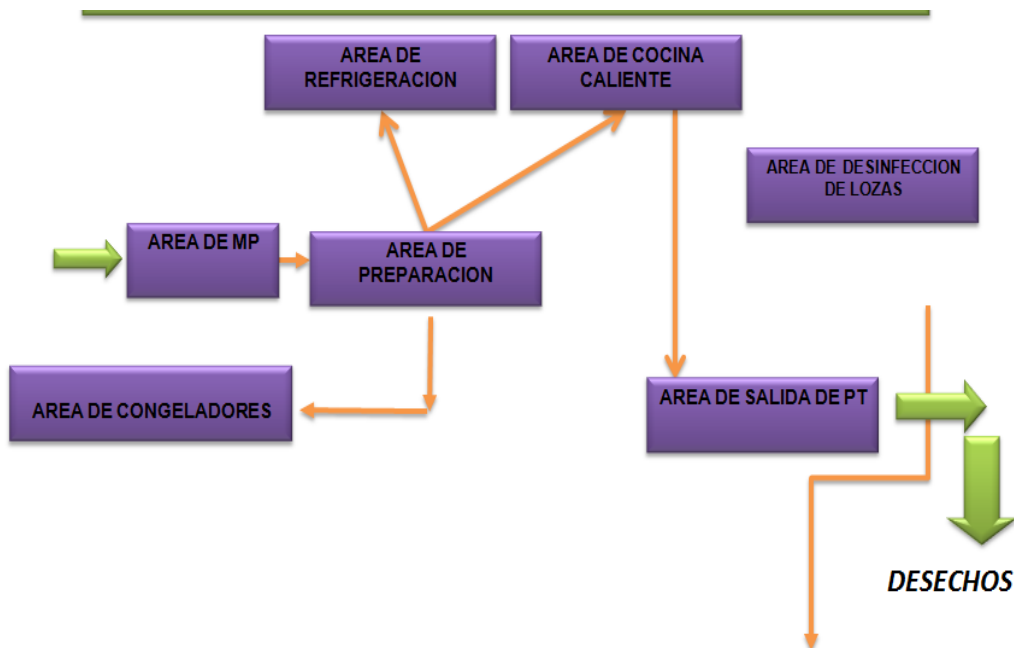 AREA DE
REFRIGERACION
AREA DE COCINA
CALIENTE
AREA DE DESINFECCION
DE LOZAS
AREA DE MP
AREA DE
PREPARACION
AREA DE CONGELADORES
AREA DE SALIDA DE PT
DESECHOS